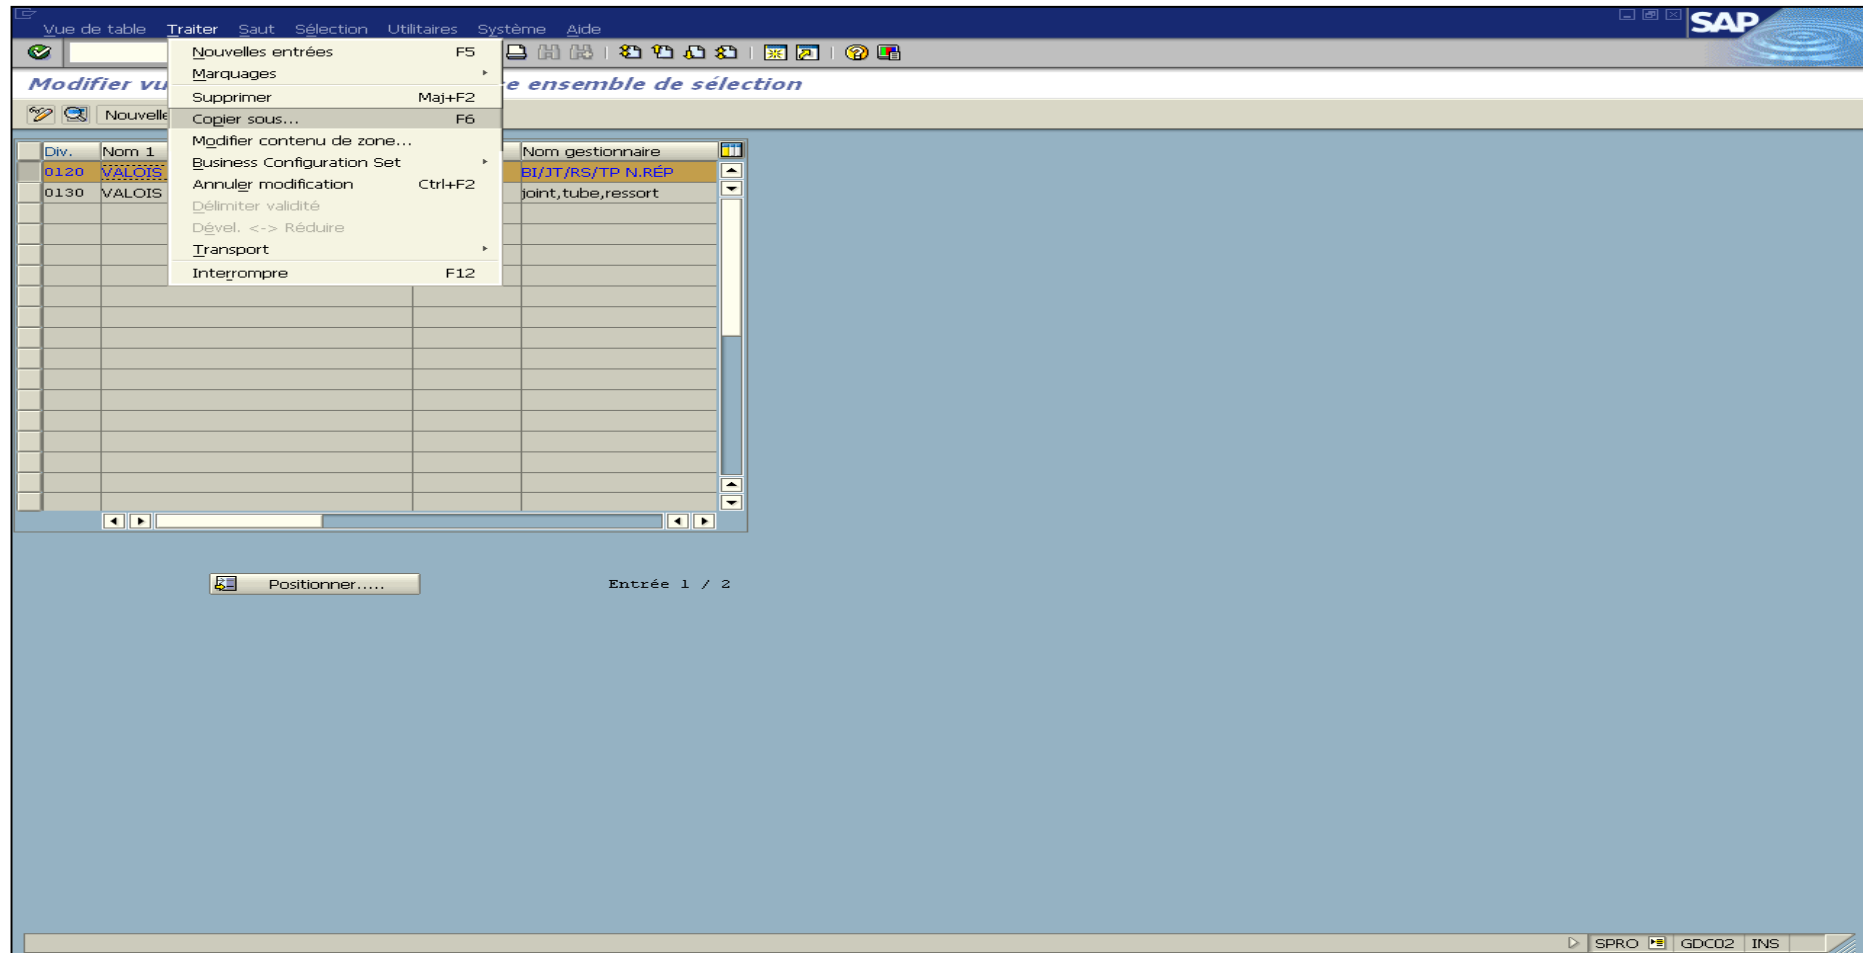 Vue de table Traiter Saut Sélection Utilitaires Système Aide
SAP
Nouvelles entrées F5
Marquages
Supprimer Maj+F2
Copier sous... F6
Modifier contenu de zone...
Business Configuration Set
Annuler modification Ctrl+F2
Délimiter validité
Dével. <-> Réduire
Transport
Interrompre F12
Modifier vu e ensemble de sélection
Nouvelle
Div. Nom 1 Nom gestionnaire
0120 VALOIS BI/JT/RS/TP N.RÉP
0130 VALOIS joint,tube,ressort
Positionner..... Entrée 1 / 2
SPRO GDC02 INS